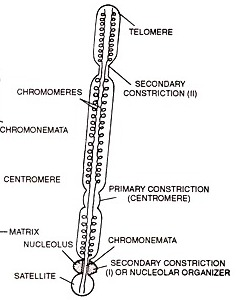 TELOMERE
SECONDARY
CONSTRICTION (II)
CHROMOMERES
CHROMONEMATA
CENTROMERE
PRIMARY CONSTRICTION
(CENTROMERE)
MATRIX
NUCLEOLUS
CHROMONEMATA
SECONDARY CONSTRICTION
(I) OR NUCLEOLAR ORGANIZER
SATELLITE